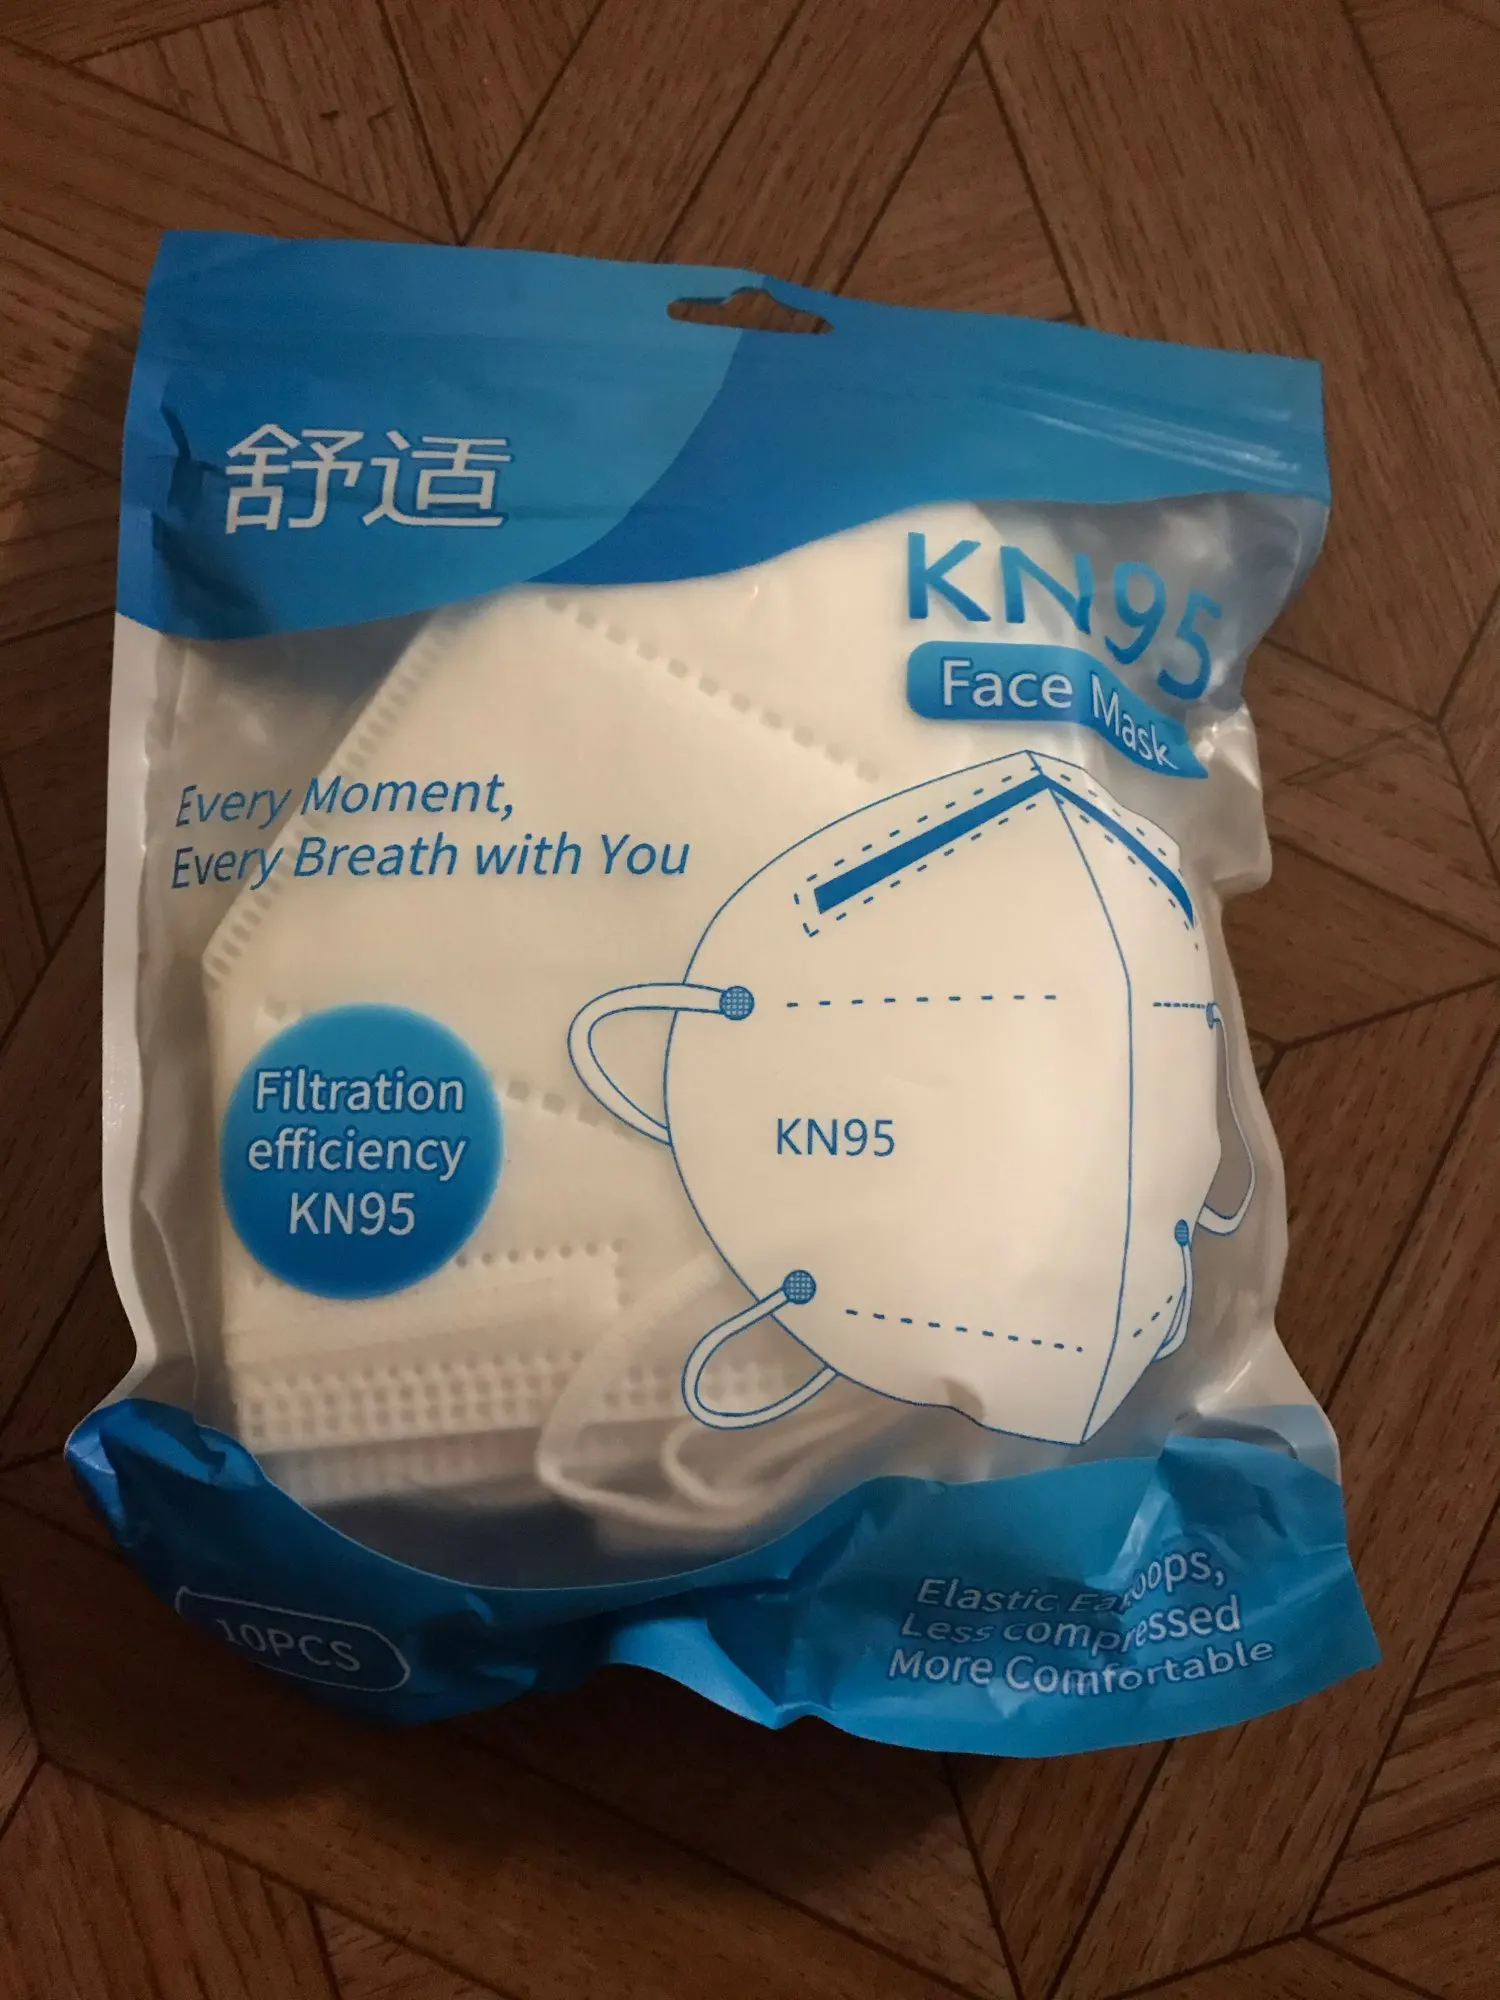 舒适
KN95
Face Mask
Every Moment,
Every Breath with You
Filtration
efficiency
KN95
KN95
10PCS
Elastic
Less compressed
More Comfortable